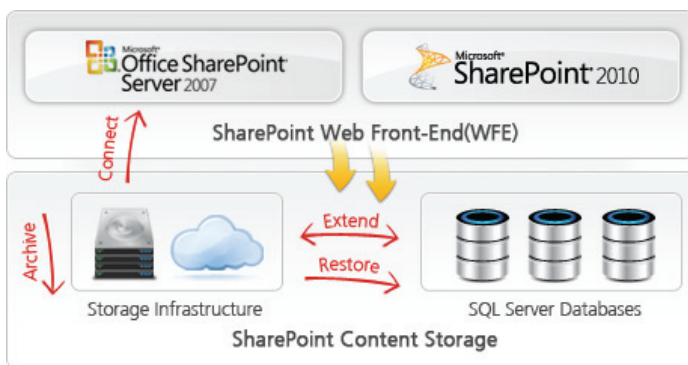 Microsoft®
Office SharePoint®
Server 2007
Microsoft®
SharePoint® 2010
SharePoint Web Front-End(WFE)
Connect
Archive
Extend
Restore
Storage Infrastructure
SQL Server Databases
SharePoint Content Storage